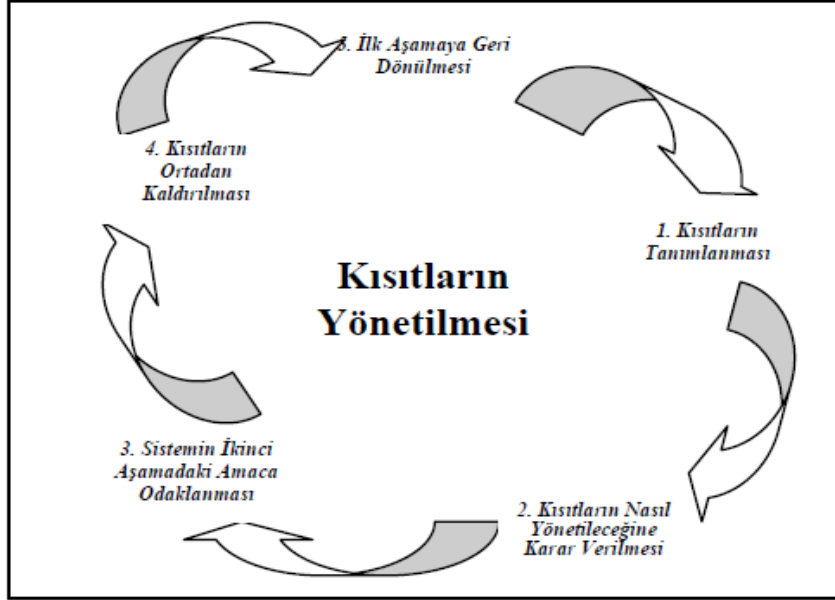 Kısıtların
Yönetilmesi
1. Kısıtların
Tanımlanması
2. Kısıtların Nasıl
Yönetileceğine
Karar Verilmesi
3. Sistemin İkinci
Aşamadaki Amaca
Odaklanması
4. Kısıtların
Ortadan
Kaldırılması
5. İlk Aşamaya Geri
Dönülmesi